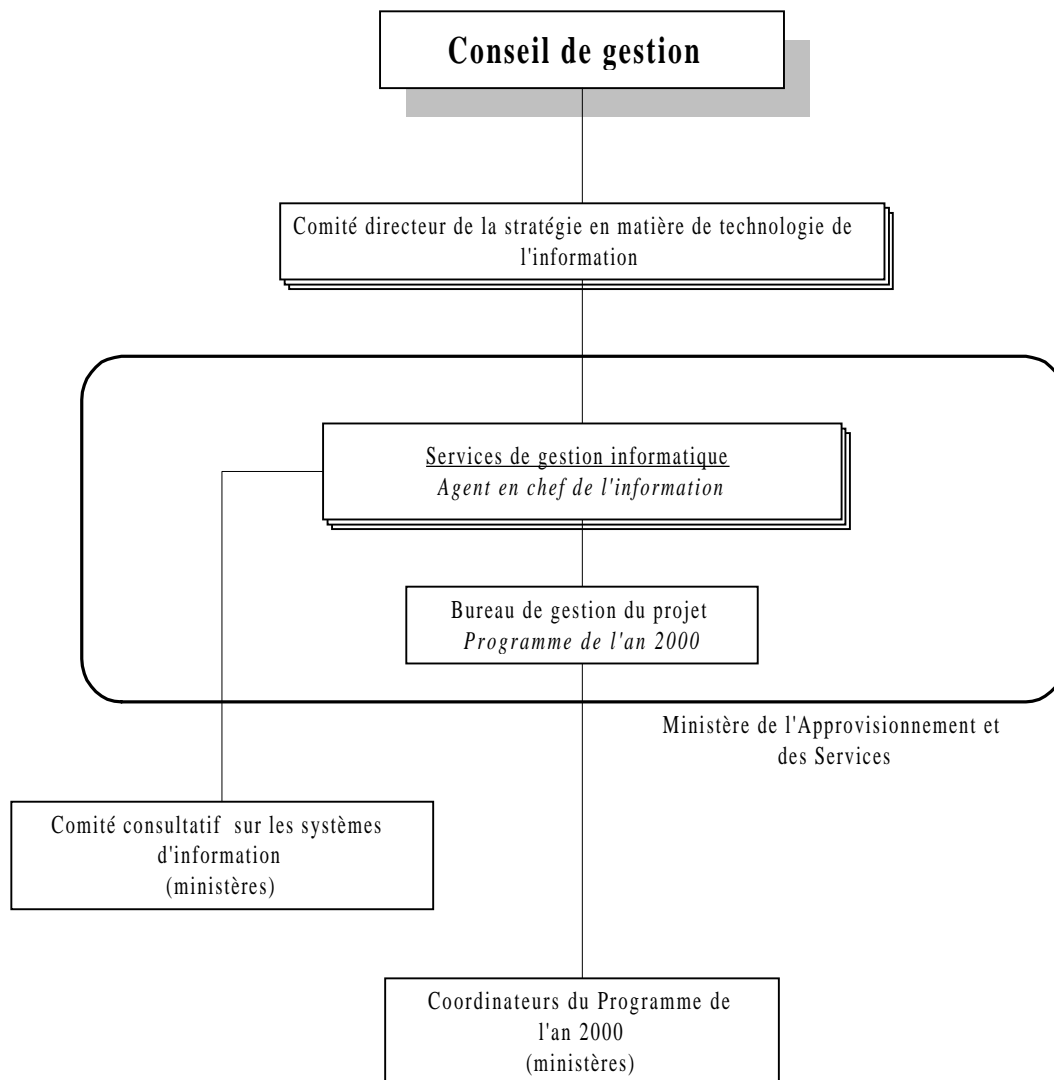 Conseil de gestion
Comité directeur de la stratégie en matière de technologie de
l'information
Services de gestion informatique
Agent en chef de l'information
Bureau de gestion du projet
Programme de l'an 2000
Ministère de l'Approvisionnement et
des Services
Comité consultatif sur les systèmes
d'information
(ministères)
Coordinateurs du Programme de
l'an 2000
(ministères)